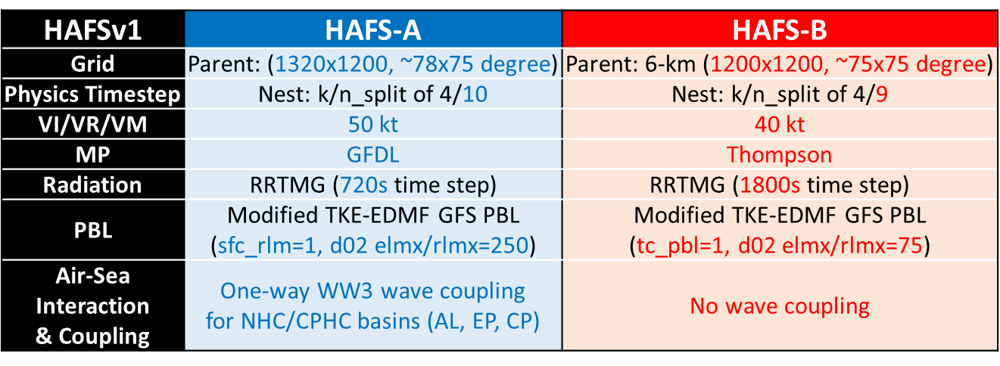 HAFSv1 HAFS-A HAFS-B
Grid Parent: (1320x1200, ~78x75 degree) Parent: 6-km (1200x1200, ~75x75 degree)
Physics Timestep Nest: k/n_split of 4/10 Nest: k/n_split of 4/9
VI/VR/VM 50 kt 40 kt
MP GFDL Thompson
Radiation RRTMG (720s time step) RRTMG (1800s time step)
PBL
Modified TKE-EDMF GFS PBL
(sfc_rlm=1, d02 elmx/rlmx=250)
Modified TKE-EDMF GFS PBL
(tc_pbl=1, d02 elmx/rlmx=75)
Air-Sea
Interaction
& Coupling
One-way WW3 wave coupling
for NHC/CPHC basins (AL, EP, CP)
No wave coupling